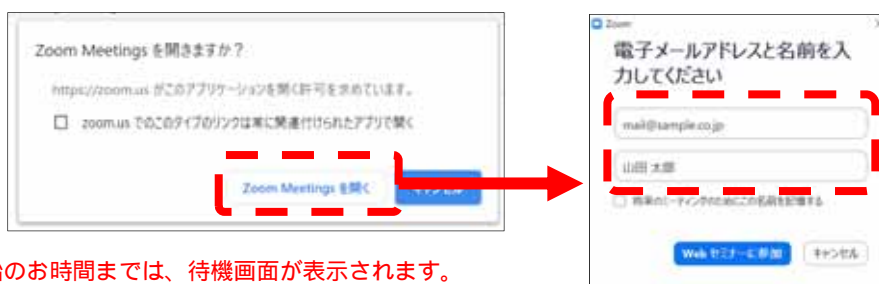 Zoom Meetings を開きますか？
https://zoom.us がこのアプリケーションを開く許可を求めています。
zoom.us でのこのタイプのリンクは常に関連付けられたアプリで開く
Zoom Meetings を開く
キャンセル
Zoom
電子メールアドレスと名前を入
力してください
mail@sample.co.jp
山田 太郎
将来のミーティングのためにこの名前を記憶する
Web セミナーに参加
キャンセル
のお時間までは、待機画面が表示されます。